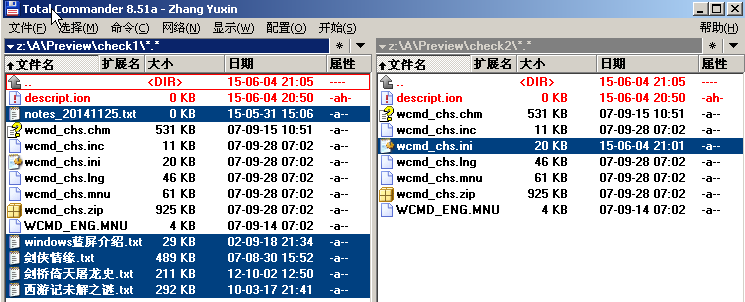 Total Commander 8.51a - Zhang Yuxin
文件(F) 选择(M) 命令(C) 网络(N) 显示(W) 配置(O) 开始(S) 帮助(H)
z:\A\Preview\check1\*.* * ▼
↑文件名 扩展名 大小 日期 属性
.. <DIR> 15-06-04 21:05 ----
descript.ion 0 KB 15-06-04 20:50 -ah-
notes_20141125.txt 0 KB 15-05-31 15:06 -a--
wcmd_chs.chm 531 KB 07-09-15 10:51 -a--
wcmd_chs.inc 11 KB 07-09-28 07:02 -a--
wcmd_chs.ini 20 KB 07-09-28 07:02 -a--
wcmd_chs.lng 46 KB 07-09-28 07:02 -a--
wcmd_chs.mnu 61 KB 07-09-28 07:02 -a--
wcmd_chs.zip 925 KB 07-09-28 07:02 -a--
WCMD_ENG.MNU 4 KB 07-09-14 07:02 -a--
windows蓝屏介绍.txt 29 KB 02-09-18 21:34 -a--
剑侠情缘.txt 489 KB 07-08-30 15:52 -a--
剑桥倚天屠龙史.txt 211 KB 12-10-02 12:50 -a--
西游记未解之谜.txt 292 KB 10-03-17 21:41 -a--
z:\A\Preview\check2\*.* * ▼
↑文件名 扩展名 大小 日期 属性
.. <DIR> 15-06-04 21:05 ----
descript.ion 0 KB 15-06-04 20:50 -ah-
wcmd_chs.chm 531 KB 07-09-15 10:51 -a--
wcmd_chs.inc 11 KB 07-09-28 07:02 -a--
wcmd_chs.ini 20 KB 15-06-04 21:01 -a--
wcmd_chs.lng 46 KB 07-09-28 07:02 -a--
wcmd_chs.mnu 61 KB 07-09-28 07:02 -a--
wcmd_chs.zip 925 KB 07-09-28 07:02 -a--
WCMD_ENG.MNU 4 KB 07-09-14 07:02 -a--